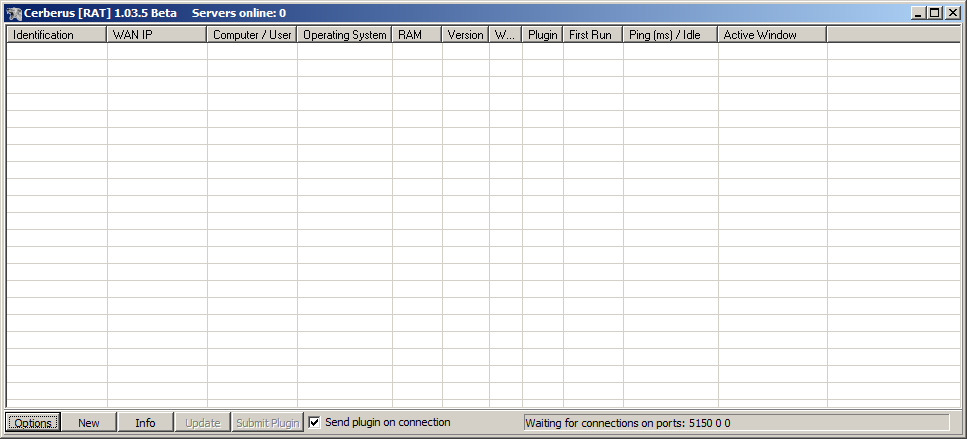 Cerberus [RAT] 1.03.5 Beta Servers online: 0
Identification WAN IP Computer / User Operating System RAM Version W... Plugin First Run Ping (ms) / Idle Active Window
Options New Info Update Submit Plugin Send plugin on connection Waiting for connections on ports: 5150 0 0